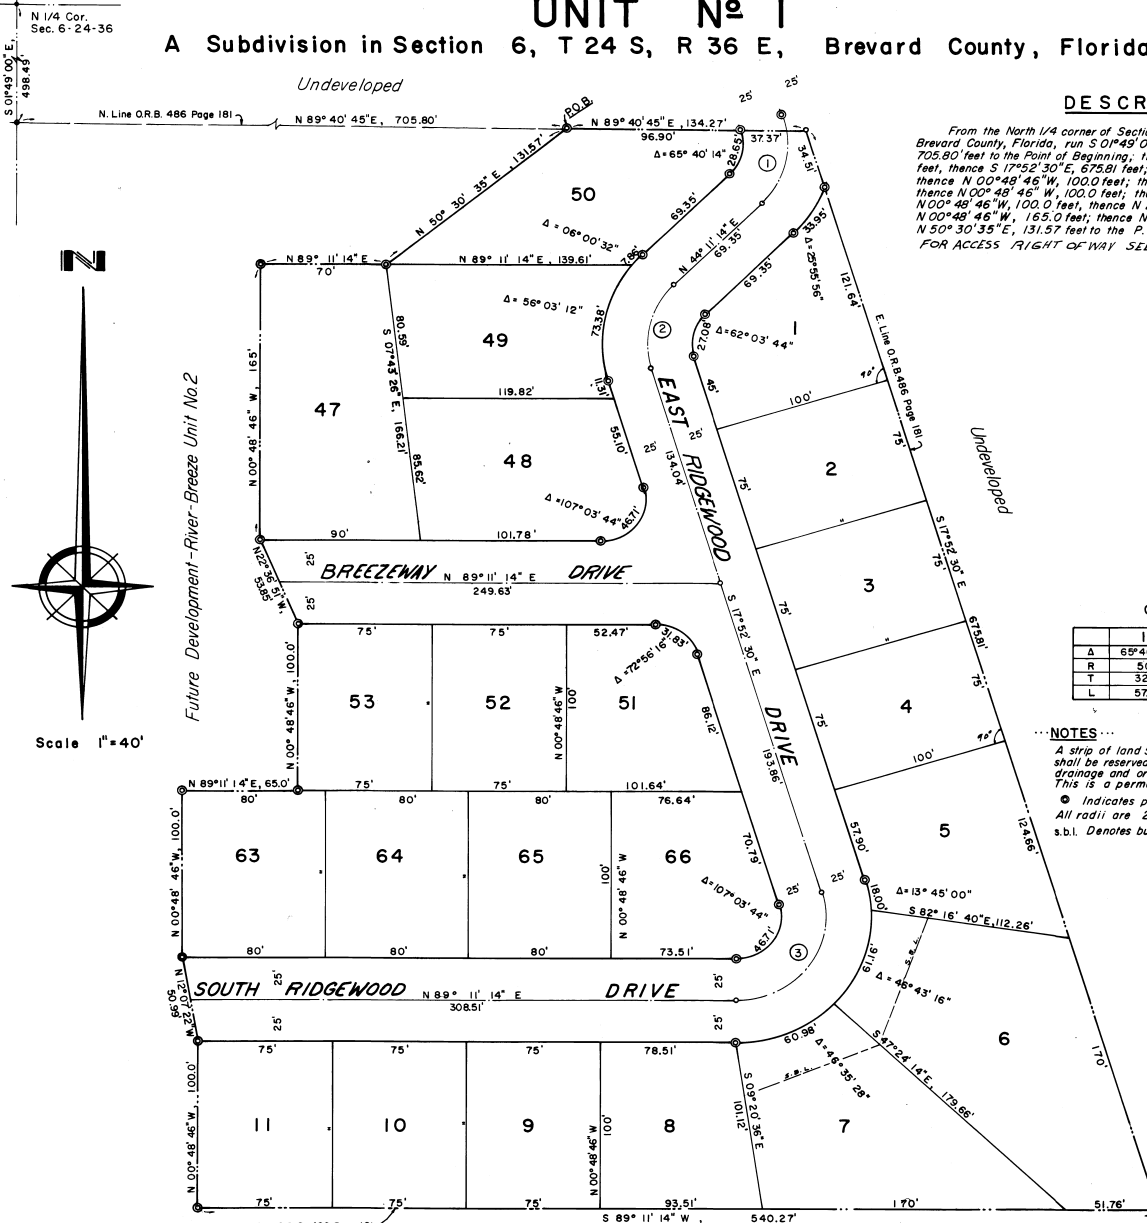 UNIT Nº 1
A Subdivision in Section 6, T 24 S, R 36 E, Brevard County, Florida
N 1/4 Cor.
Sec. 6-24-36
S 01°49'00"E,
498.49'
Undeveloped
N. Line O.R.B. 486 Page 181
N 89° 40' 45"E, 705.80'
P.O.B.
N 89° 40' 45"E, 134.27'
96.90'
37.37'
25'
25'
DESCR
From the North 1/4 corner of Secti
Brevard County, Florida, run S 01°49'0
705.80' feet to the Point of Beginning; t
feet, thence S 17°52'30"E, 675.81 feet;
thence N 00°48'46"W, 100.0 feet; th
thence N 00°48'46"W, 100.0 feet; the
N 00°48'46"W, 100.0 feet, thence N
N 00°48'46"W, 165.0 feet; thence N
N 50°30'35"E, 131.57 feet to the P.
FOR ACCESS RIGHT OF WAY SEE
N 50° 30' 35"E, 131.57'
Δ=65° 40' 14"
28.65'
1
34.51'
50
69.35'
33.95'
Δ = 06°00'32"
7.86'
N 44° 11' 14"E
69.35'
69.35'
Δ=25°55'56"
121.64'
N
N 89° 11' 14"E
70'
N 89° 11' 14"E, 139.61'
Δ= 56° 03' 12"
73.38'
2
27.08'
Δ=62°03'44"
1
E. Line O.R.B. 486 Page 181
80.59'
S 07°43'26"E, 166.21'
49
11.31'
119.82'
45'
100'
90°
75'
Future Development-River-Breeze Unit No.2
N 00° 48' 46" W, 165'
47
48
85.62'
55.10'
25'
25'
EAST RIDGEWOOD DRIVE
134.04'
2
75'
Undeveloped
Δ =107°03'44"
46.71'
90'
101.78'
"
S 17°52'30"E
75'
N22°36'51"W,
53.85'
25'
25'
BREEZEWAY DRIVE
N 89° 11' 14" E
249.63'
S 17°52'30"E
3
75'
675.81'
75'
75'
52.47'
31.83'
Δ =72°56'16"
"
N 00°48'46"W, 100.0'
53
"
52
N 00°48'46"W
100'
51
86.12'
75'
4
75'
193.86'
100'
90°
Scale 1"=40'
NOTES
A strip of land
shall be reserved
drainage and or
This is a perm
Indicates p
All radii are 2
s.b.l. Denotes bu
1
Δ 65°4
R 50
T 32
L 57.
N 89°11' 14"E, 65.0'
75'
75'
101.64'
80'
80'
80'
76.64'
N 00° 48' 46"W, 100.0'
63
"
64
"
65
100'
N 00° 48' 46"W
66
70.79'
57.90'
5
124.66'
Δ=107°03'44"
46.71'
25'
25'
18.00'
Δ=13° 45' 00"
S 82° 16' 40"E, 112.26'
80'
80'
80'
73.51'
3
61.16'
s.B.L.
Δ = 46°43'16"
N 12°07'22"W
50.99'
25'
25'
SOUTH RIDGEWOOD DRIVE
N 89° 11' 14" E
308.51'
25'
25'
60.98'
Δ=46°35'28"
s.B.L.
S 47°24'14"E, 179.66'
6
170'
75'
75'
75'
78.51'
N 00° 48' 46"W, 100.0'
11
"
10
"
9
N 00°48'46"W
100'
8
S 09°20'36"E
101.12'
7
75'
75'
75'
93.51'
170'
51.76'
S 89° 11' 14" W, 540.27'